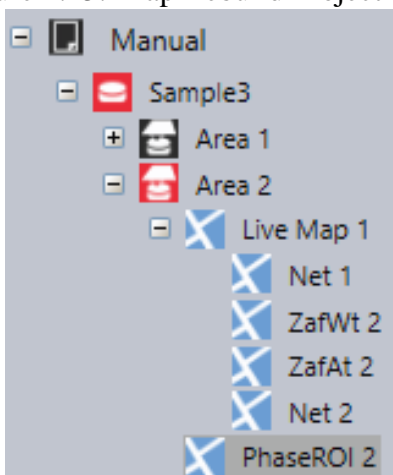 Manual
Sample3
Area 1
Area 2
Live Map 1
Net 1
ZafWt 2
ZafAt 2
Net 2
PhaseROI 2